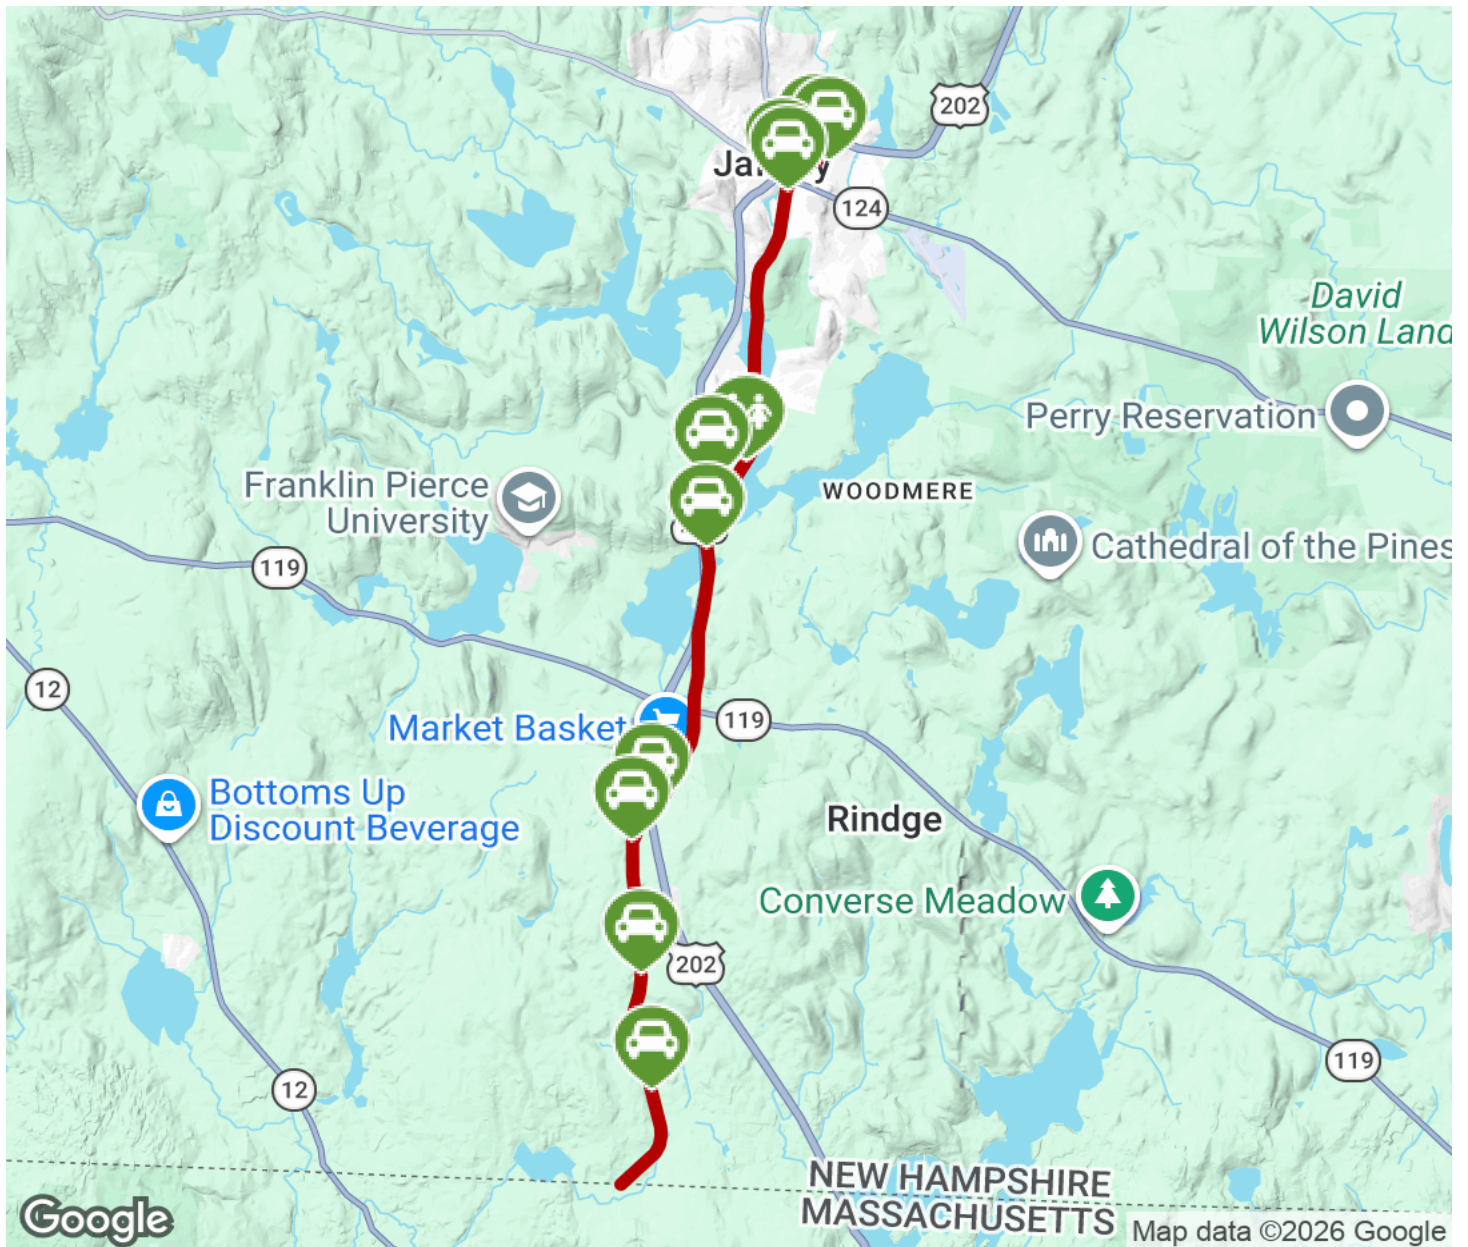 202
124
David
Wilson Land
Perry Reservation
Franklin Pierce
University
WOODMERE
Cathedral of the Pines
119
12
Market Basket
119
Bottoms Up
Discount Beverage
Rindge
Converse Meadow
202
119
12
NEW HAMPSHIRE
MASSACHUSETTS
Google
Map data ©2026 Google